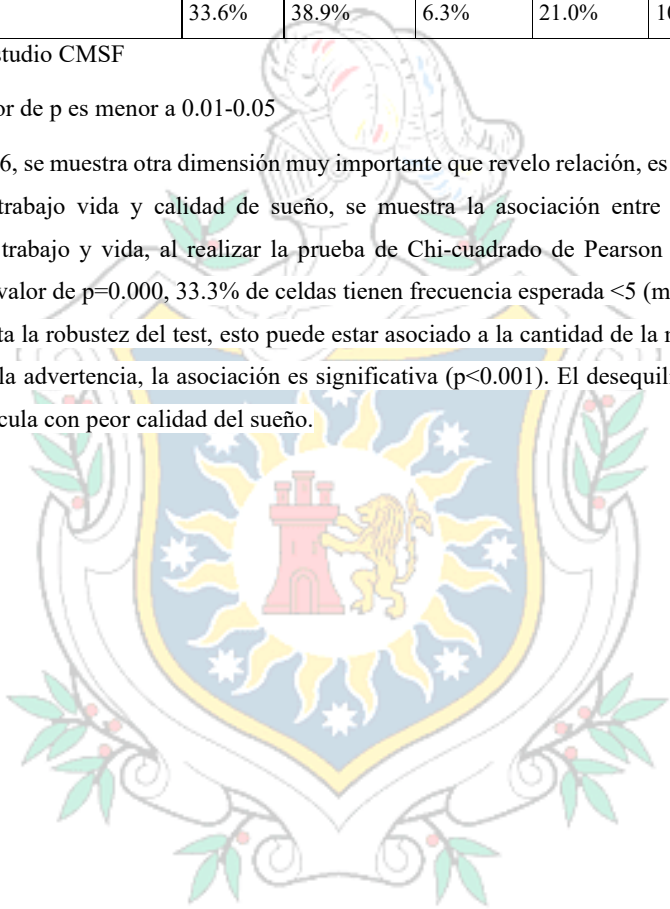 33.6% 38.9% 6.3% 21.0% 10
studio CMSF
or de p es menor a 0.01-0.05
6, se muestra otra dimensión muy importante que revelo relación, es
trabajo vida y calidad de sueño, se muestra la asociación entre
trabajo y vida, al realizar la prueba de Chi-cuadrado de Pearson
valor de p=0.000, 33.3% de celdas tienen frecuencia esperada <5 (m
ta la robustez del test, esto puede estar asociado a la cantidad de la
la advertencia, la asociación es significativa (p<0.001). El desequil
cula con peor calidad del sueño.